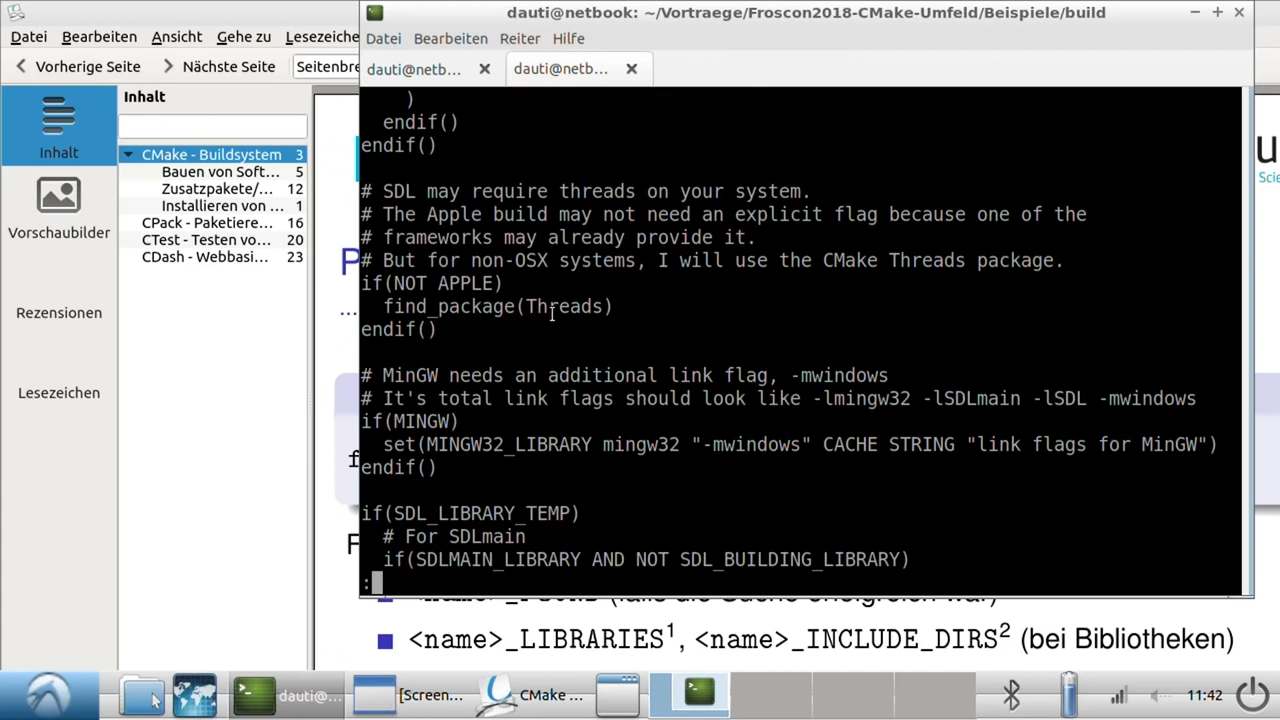 dauti@netbook: ~/Vortraege/Froscon2018-CMake-Umfeld/Beispiele/build
Datei Bearbeiten Ansicht Gehe zu Lesezeiche
Datei Bearbeiten Reiter Hilfe
Vorherige Seite Nächste Seite Seitenbre
dauti@netb... dauti@netb...
Inhalt
Inhalt
Vorschaubilder
Rezensionen
Lesezeichen
CMake - Buildsystem 3
Bauen von Soft... 5
Zusatzpakete/... 12
Installieren von ... 1
CPack - Paketiere... 16
CTest - Testen vo... 20
CDash - Webbasi... 23
)
endif()
endif()
# SDL may require threads on your system.
# The Apple build may not need an explicit flag because one of the
# frameworks may already provide it.
# But for non-OSX systems, I will use the CMake Threads package.
if(NOT APPLE)
find_package(Threads)
endif()
# MinGW needs an additional link flag, -mwindows
# It's total link flags should look like -lmingw32 -lSDLmain -lSDL -mwindows
if(MINGW)
set(MINGW32_LIBRARY mingw32 "-mwindows" CACHE STRING "link flags for MinGW")
endif()
if(SDL_LIBRARY_TEMP)
# For SDLmain
if(SDLMAIN_LIBRARY AND NOT SDL_BUILDING_LIBRARY)
:
<name>_LIBRARIES¹, <name>_INCLUDE_DIRS² (bei Bibliotheken)
dauti@... [Screen... CMake ... 11:42